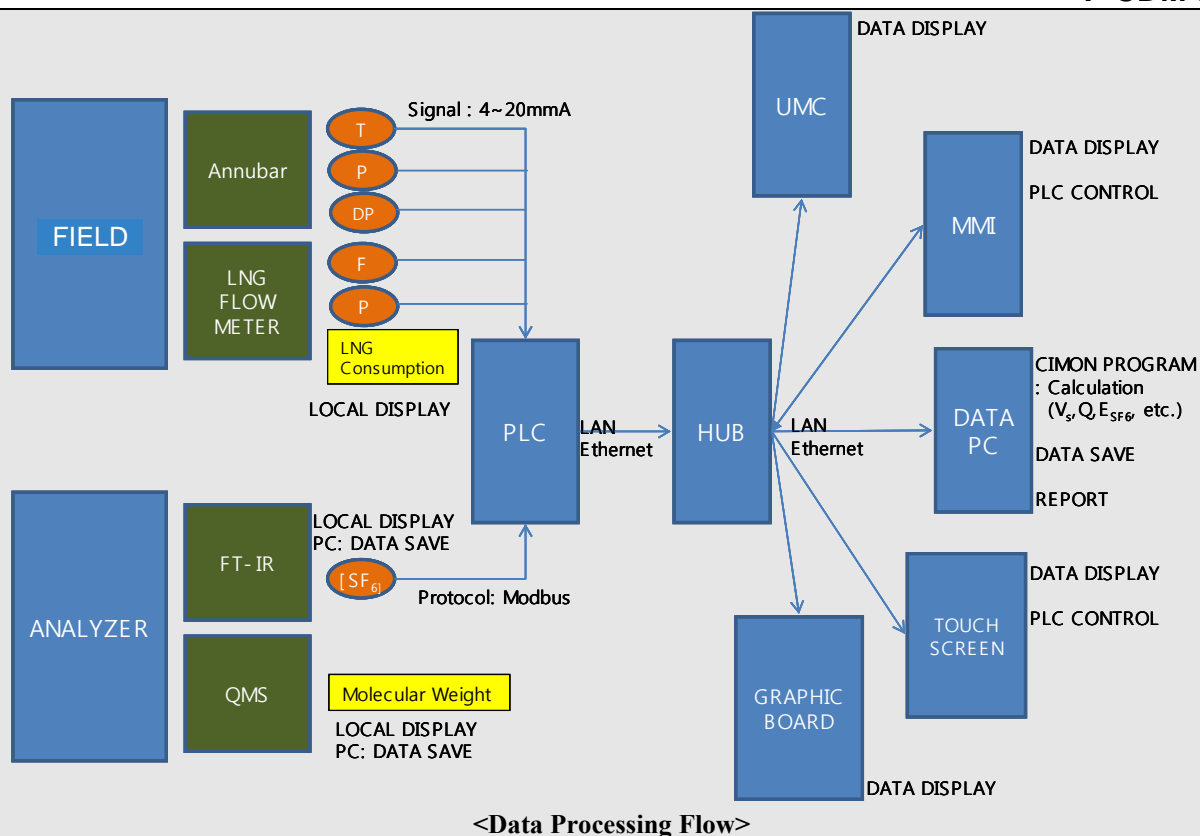 DATA DISPLAY
UMC
FIELD
Annubar
T
P
DP
Signal : 4~20mmA
LNG
FLOW
METER
F
P
LNG
Consumption
LOCAL DISPLAY
MMI
DATA DISPLAY
PLC CONTROL
PLC
LAN
Ethernet
HUB
LAN
Ethernet
DATA
PC
CIMON PROGRAM
: Calculation
(Vs,Q,ESF6, etc.)
DATA SAVE
REPORT
ANALYZER
FT-IR
LOCAL DISPLAY
PC: DATA SAVE
[SF6]
Protocol: Modbus
QMS
Molecular Weight
LOCAL DISPLAY
PC: DATA SAVE
TOUCH
SCREEN
DATA DISPLAY
PLC CONTROL
GRAPHIC
BOARD
DATA DISPLAY
<Data Processing Flow>